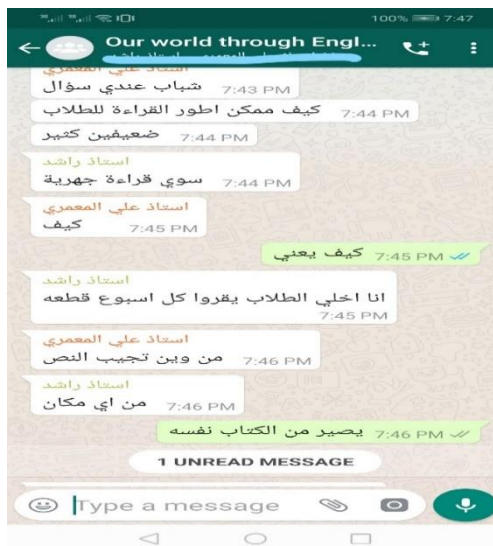 100% 7:47
Our world through Engl...
استاذ علي المعمري
شباب عندي سؤال 7:43 PM
كيف ممكن اطور القراءة للطلاب 7:44 PM
ضعيفين كثير 7:44 PM
استاذ راشد
سوي قراءة جهرية 7:44 PM
استاذ علي المعمري
كيف 7:45 PM
كيف يعني 7:45 PM
استاذ راشد
انا اخلي الطلاب يقروا كل اسبوع قطعه
7:45 PM
استاذ علي المعمري
من وين تجيب النص 7:46 PM
استاذ راشد
من اي مكان 7:46 PM
يصير من الكتاب نفسه 7:46 PM
1 UNREAD MESSAGE
Type a message